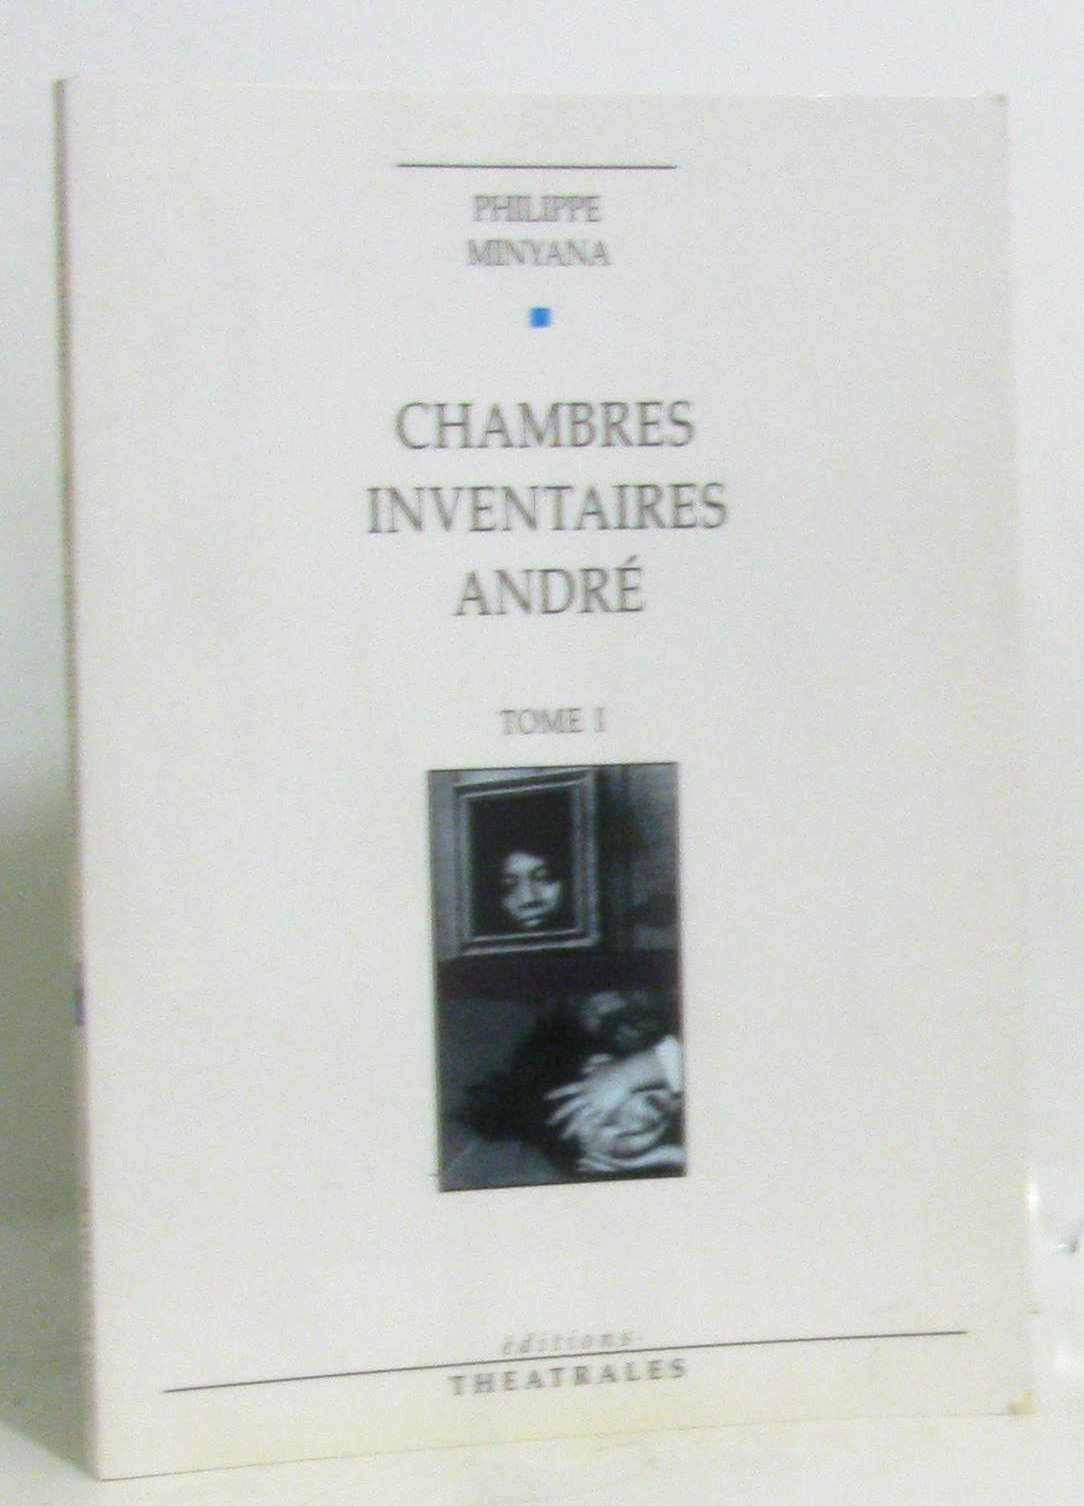 PHILIPPE
MINYANA
CHAMBRES
INVENTAIRES
ANDRÉ
TOME I
éditions
THEATRALES